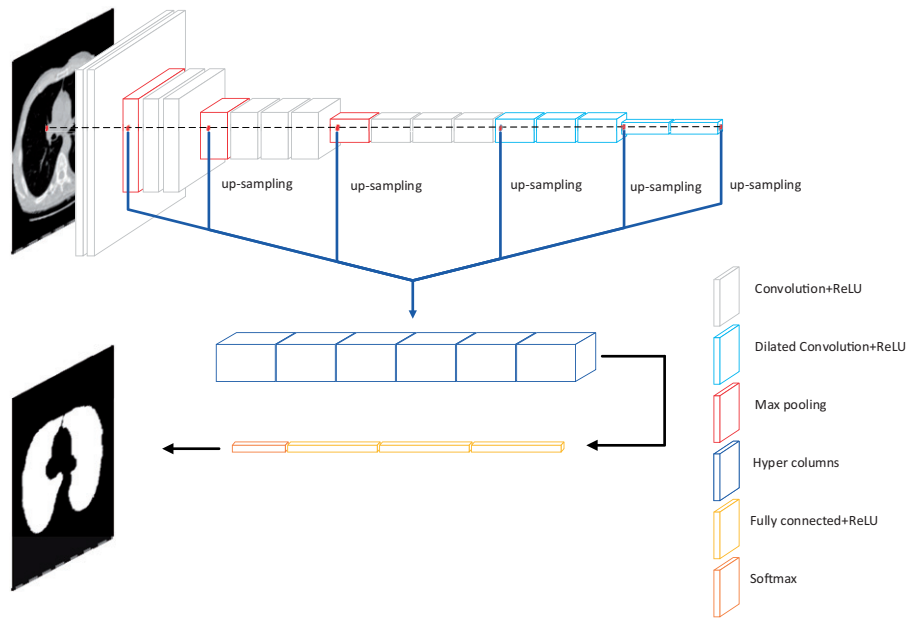 up-sampling
up-sampling
up-sampling
up-sampling
up-sampling
Convolution+ReLU
Dilated Convolution+ReLU
Max pooling
Hyper columns
Fully connected+ReLU
Softmax